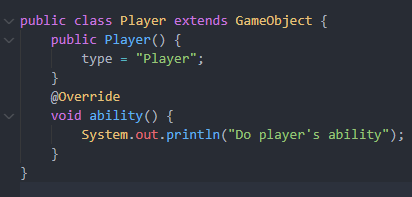 public class Player extends GameObject {
    public Player() {
        type = "Player";
    }
    @Override
    void ability() {
        System.out.println("Do player's ability");
    }
}